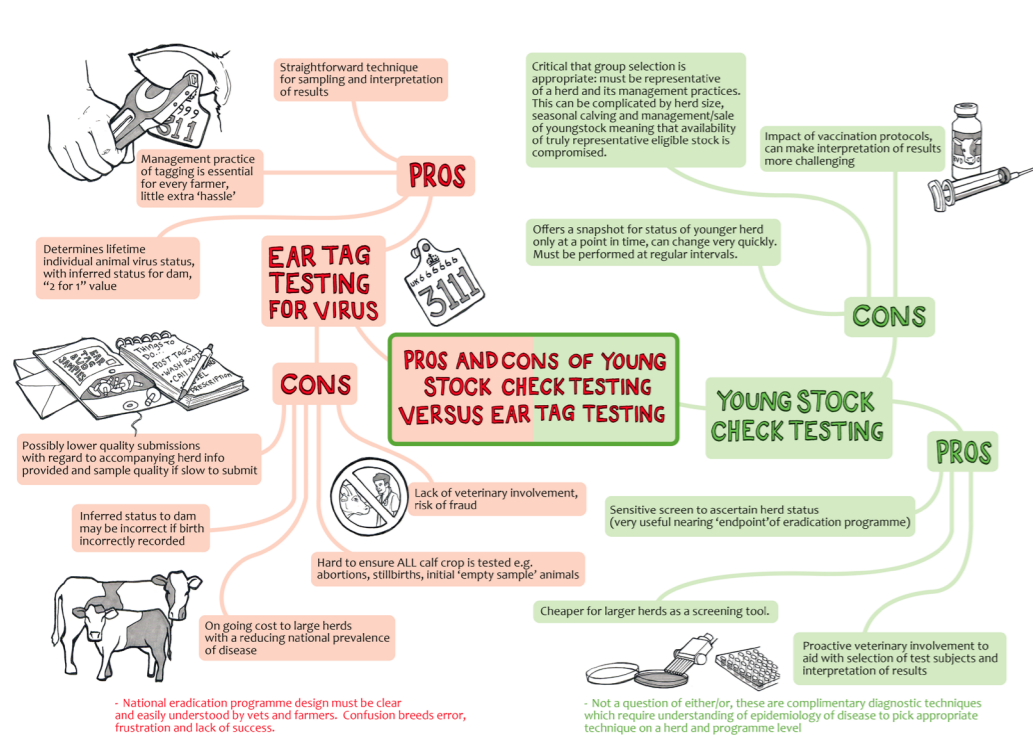 Straightforward technique
for sampling and interpretation
of results
Management practice
of tagging is essential
for every farmer,
little extra ‘hassle’
PROS
Determines lifetime
individual animal virus status,
with inferred status for dam,
“2 for 1” value
EAR TAG
TESTING
FOR VIRUS
UK666666
3111
999
311
CONS
THINGS TO
DO...
POST TAGS
WASH BOOTS
EAR
TAG
SAMPLES
Possibly lower quality submissions
with regard to accompanying herd info
provided and sample quality if slow to submit
Inferred status to dam
may be incorrect if birth
incorrectly recorded
Lack of veterinary involvement,
risk of fraud
Hard to ensure ALL calf crop is tested e.g.
abortions, stillbirths, initial ‘empty sample’ animals
On going cost to large herds
with a reducing national prevalence
of disease
- National eradication programme design must be clear
and easily understood by vets and farmers. Confusion breeds error,
frustration and lack of success.
PROS AND CONS OF YOUNG
STOCK CHECK TESTING
VERSUS EAR TAG TESTING
Critical that group selection is
appropriate: must be representative
of a herd and its management practices.
This can be complicated by herd size,
seasonal calving and management/sale
of youngstock meaning that availability
of truly representative eligible stock is
compromised.
Impact of vaccination protocols,
can make interpretation of results
more challenging
BVD
Offers a snapshot for status of younger herd
only at a point in time, can change very quickly.
Must be performed at regular intervals.
CONS
YOUNG STOCK
CHECK TESTING
PROS
Sensitive screen to ascertain herd status
(very useful nearing ‘endpoint’of eradication programme)
Cheaper for larger herds as a screening tool.
Proactive veterinary involvement to
aid with selection of test subjects and
interpretation of results
- Not a question of either/or, these are complimentary diagnostic techniques
which require understanding of epidemiology of disease to pick appropriate
technique on a herd and programme level